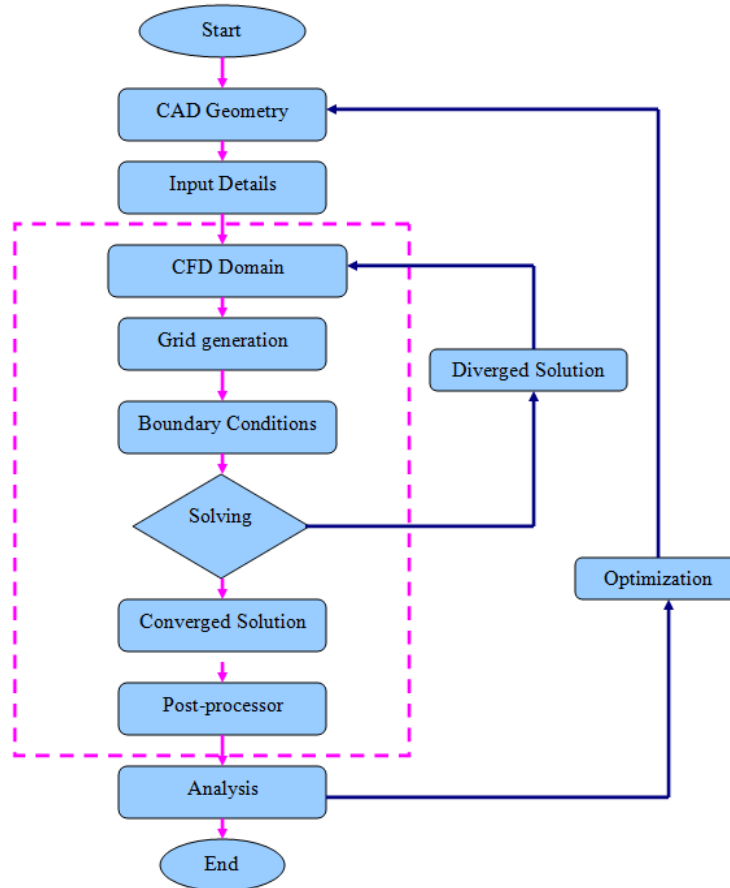 Start
CAD Geometry
Input Details
CFD Domain
Grid generation
Diverged Solution
Boundary Conditions
Solving
Optimization
Converged Solution
Post-processor
Analysis
End